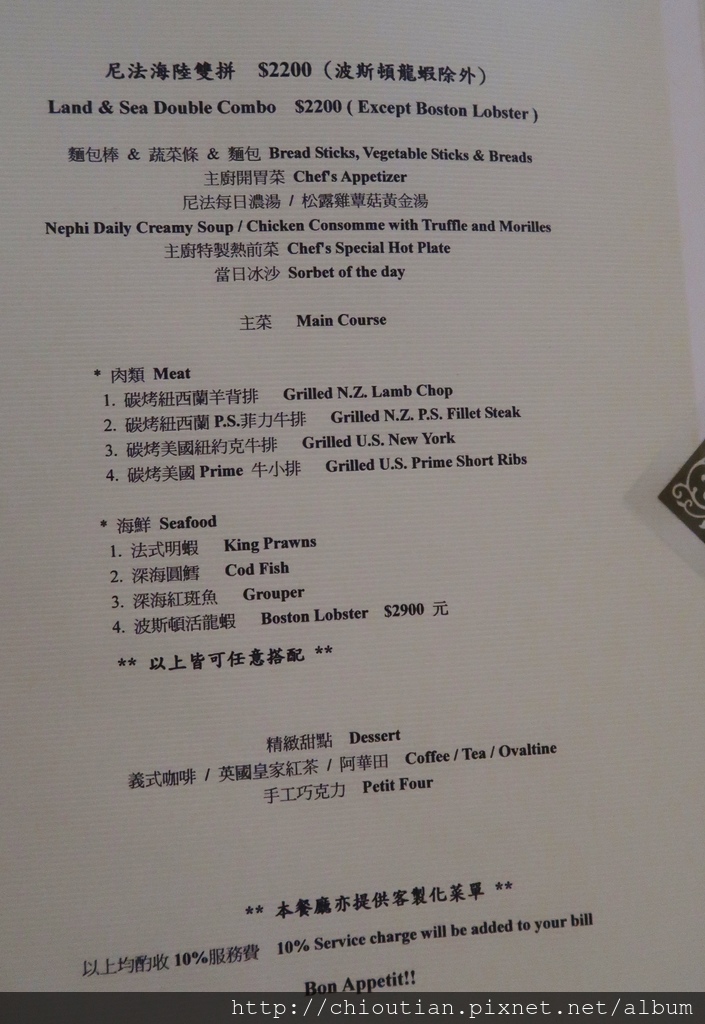 尼法海陸雙拼 $2200 (波斯頓龍蝦除外)
Land & Sea Double Combo $2200 ( Except Boston Lobster )
麵包棒 & 蔬菜條 & 麵包 Bread Sticks, Vegetable Sticks & Breads
主廚開胃菜 Chef's Appetizer
尼法每日濃湯 / 松露雞蕈菇黃金湯
Nephi Daily Creamy Soup / Chicken Consomme with Truffle and Morilles
主廚特製熱前菜 Chef's Special Hot Plate
當日冰沙 Sorbet of the day
主菜 Main Course
* 肉類 Meat
1. 碳烤紐西蘭羊背排 Grilled N.Z. Lamb Chop
2. 碳烤紐西蘭 P.S.菲力牛排 Grilled N.Z. P.S. Fillet Steak
3. 碳烤美國紐約克牛排 Grilled U.S. New York
4. 碳烤美國 Prime 牛小排 Grilled U.S. Prime Short Ribs
* 海鮮 Seafood
1. 法式明蝦 King Prawns
2. 深海圓鱈 Cod Fish
3. 深海紅斑魚 Grouper
4. 波斯頓活龍蝦 Boston Lobster $2900 元
** 以上皆可任意搭配 **
精緻甜點 Dessert
義式咖啡 / 英國皇家紅茶 / 阿華田 Coffee / Tea / Ovaltine
手工巧克力 Petit Four
** 本餐廳亦提供客製化菜單 **
以上均酌收 10%服務費 10% Service charge will be added to your bill
Bon Appetit!!
http://chioutian.pixnet.net/album